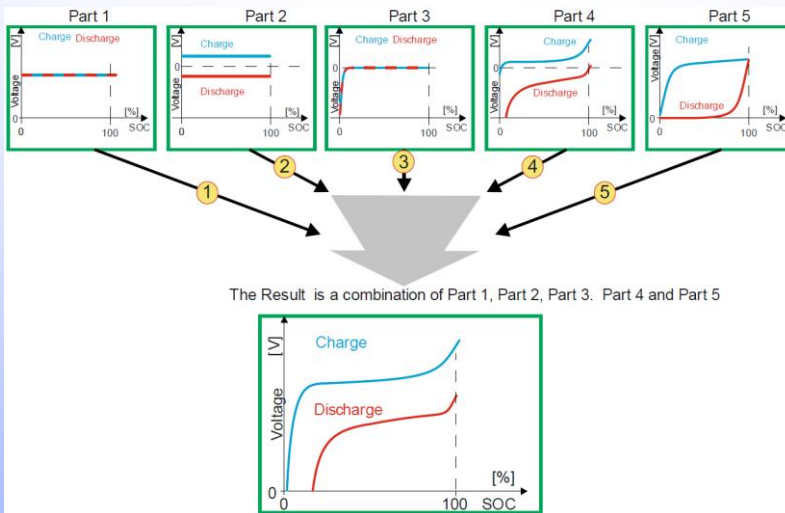 Part 1
Part 2
Part 3
Part 4
Part 5
[V]
Charge Discharge
Voltage
0
[%]
100
SOC
[V]
Charge
0
Discharge
Voltage
0
[%]
100
SOC
[V]
Charge Discharge
0
Voltage
0
[%]
100
SOC
[V]
Charge
0
Discharge
Voltage
0
[%]
100
SOC
[V]
Charge
Voltage
Discharge
0
[%]
100
SOC
1
2
3
4
5
The Result is a combination of Part 1, Part 2, Part 3. Part 4 and Part 5
[V]
Charge
Voltage
Discharge
0
[%]
100 SOC